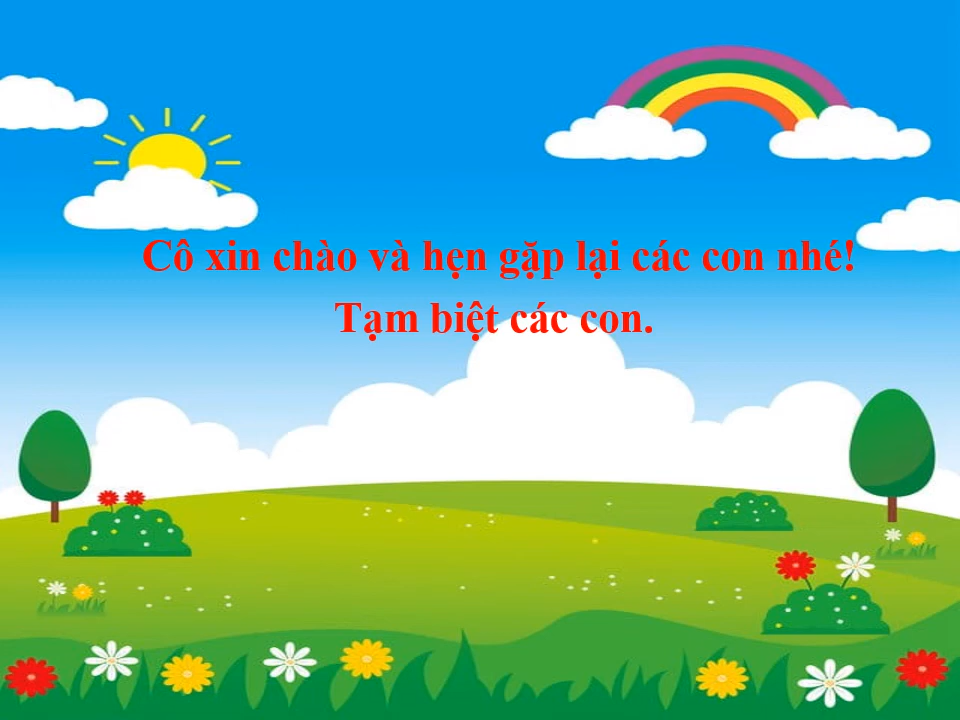 Cô xin chào và hẹn gặp lại các con nhé!
Tạm biệt các con.